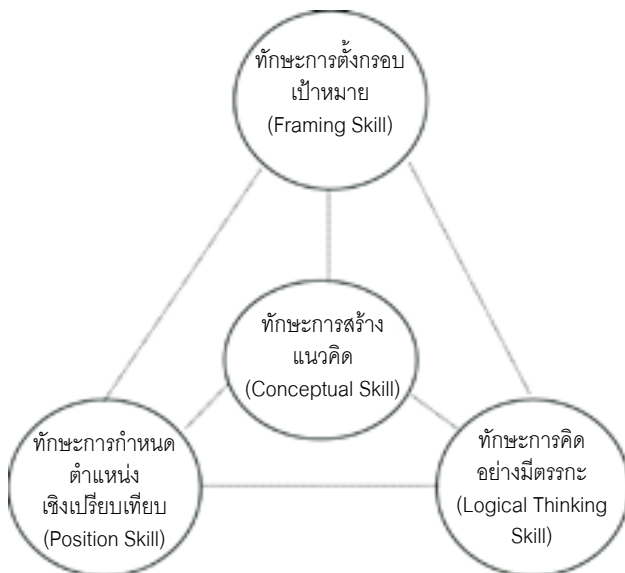 ทักษะการตั้งกรอบ
เป้าหมาย
(Framing Skill)
ทักษะการสร้าง
แนวคิด
(Conceptual Skill)
ทักษะการกำหนด
ตำแหน่ง
เชิงเปรียบเทียบ
(Position Skill)
ทักษะการคิด
อย่างมีตรรกะ
(Logical Thinking
Skill)